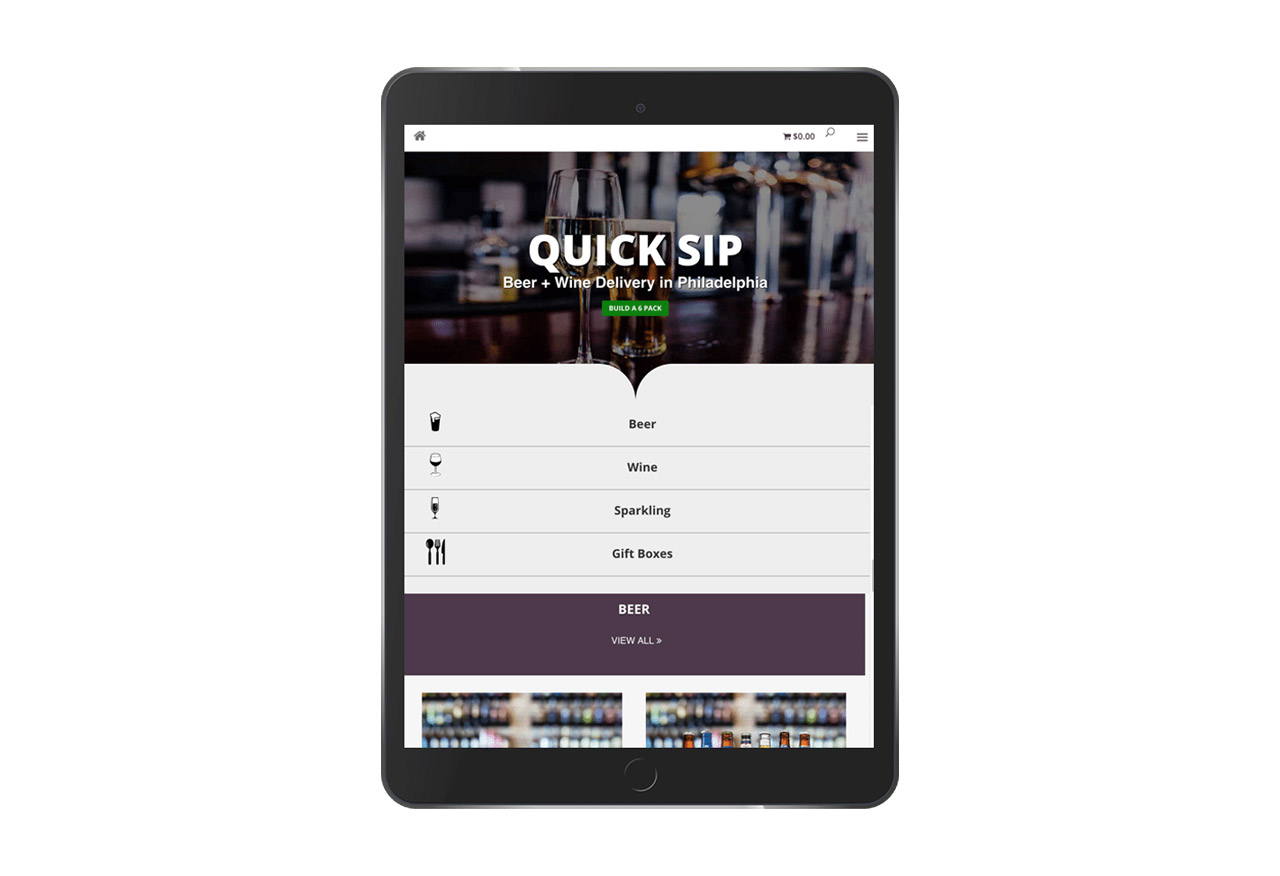 $0.00
QUICK SIP
Beer + Wine Delivery in Philadelphia
BUILD A 6 PACK
Beer
Wine
Sparkling
Gift Boxes
BEER
VIEW ALL »